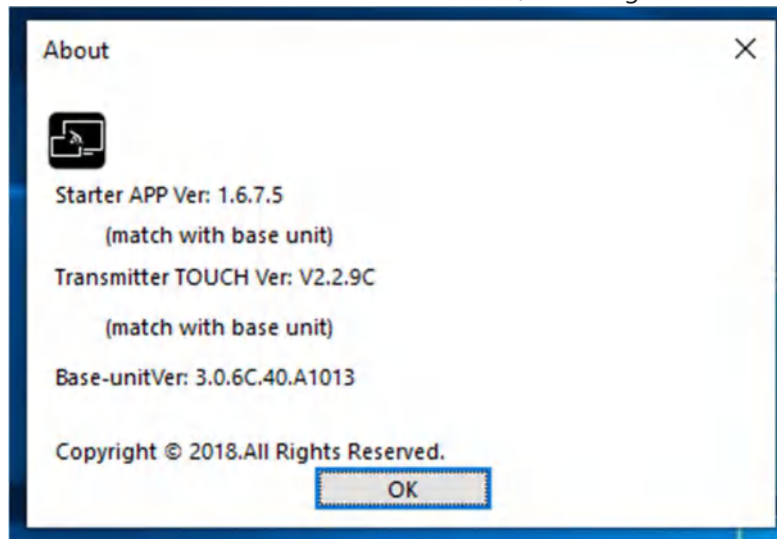 About
Starter APP Ver: 1.6.7.5
(match with base unit)
Transmitter TOUCH Ver: V2.2.9C
(match with base unit)
Base-unitVer: 3.0.6C.40.A1013
Copyright © 2018.All Rights Reserved.
OK